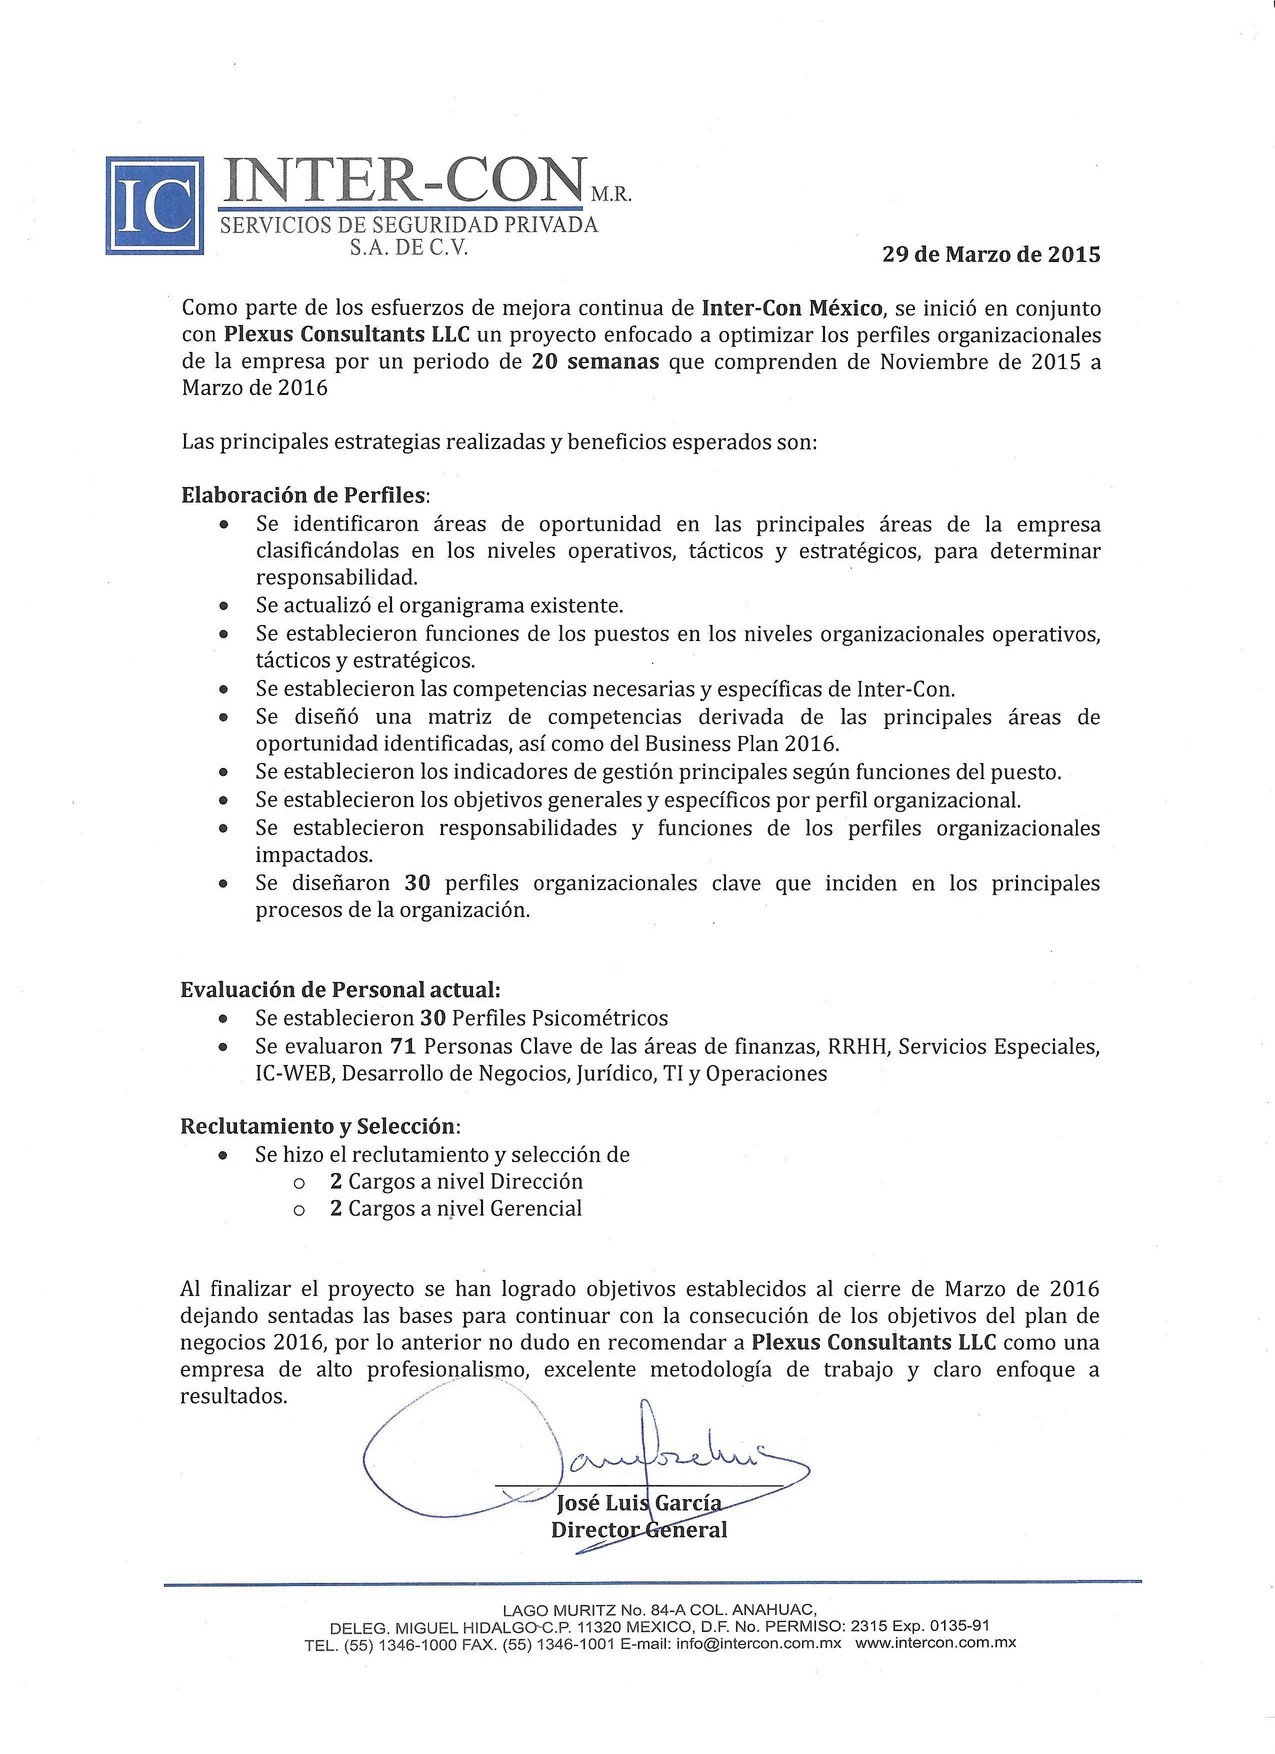 IC
INTER-CON M.R.
SERVICIOS DE SEGURIDAD PRIVADA
S.A. DE C.V.
29 de Marzo de 2015
Como parte de los esfuerzos de mejora continua de Inter-Con México, se inició en conjunto
con Plexus Consultants LLC un proyecto enfocado a optimizar los perfiles organizacionales
de la empresa por un periodo de 20 semanas que comprenden de Noviembre de 2015 a
Marzo de 2016
Las principales estrategias realizadas y beneficios esperados son:
Elaboración de Perfiles:
• Se identificaron áreas de oportunidad en las principales áreas de la empresa
clasificándolas en los niveles operativos, tácticos y estratégicos, para determinar
responsabilidad.
• Se actualizó el organigrama existente.
• Se establecieron funciones de los puestos en los niveles organizacionales operativos,
tácticos y estratégicos.
• Se establecieron las competencias necesarias y específicas de Inter-Con.
• Se diseñó una matriz de competencias derivada de las principales áreas de
oportunidad identificadas, así como del Business Plan 2016.
• Se establecieron los indicadores de gestión principales según funciones del puesto.
• Se establecieron los objetivos generales y específicos por perfil organizacional.
• Se establecieron responsabilidades y funciones de los perfiles organizacionales
impactados.
• Se diseñaron 30 perfiles organizacionales clave que inciden en los principales
procesos de la organización.
Evaluación de Personal actual:
• Se establecieron 30 Perfiles Psicométricos
• Se evaluaron 71 Personas Clave de las áreas de finanzas, RRHH, Servicios Especiales,
IC-WEB, Desarrollo de Negocios, Jurídico, TI y Operaciones
Reclutamiento y Selección:
• Se hizo el reclutamiento y selección de
o 2 Cargos a nivel Dirección
o 2 Cargos a nivel Gerencial
Al finalizar el proyecto se han logrado objetivos establecidos al cierre de Marzo de 2016
dejando sentadas las bases para continuar con la consecución de los objetivos del plan de
negocios 2016, por lo anterior no dudo en recomendar a Plexus Consultants LLC como una
empresa de alto profesionalismo, excelente metodología de trabajo y claro enfoque a
resultados.
José Luis García
Director General
LAGO MURITZ No. 84-A COL. ANAHUAC,
DELEG. MIGUEL HIDALGO C.P. 11320 MEXICO, D.F. No. PERMISO: 2315 Exp. 0135-91
TEL. (55) 1346-1000 FAX. (55) 1346-1001 E-mail: info@intercon.com.mx www.intercon.com.mx